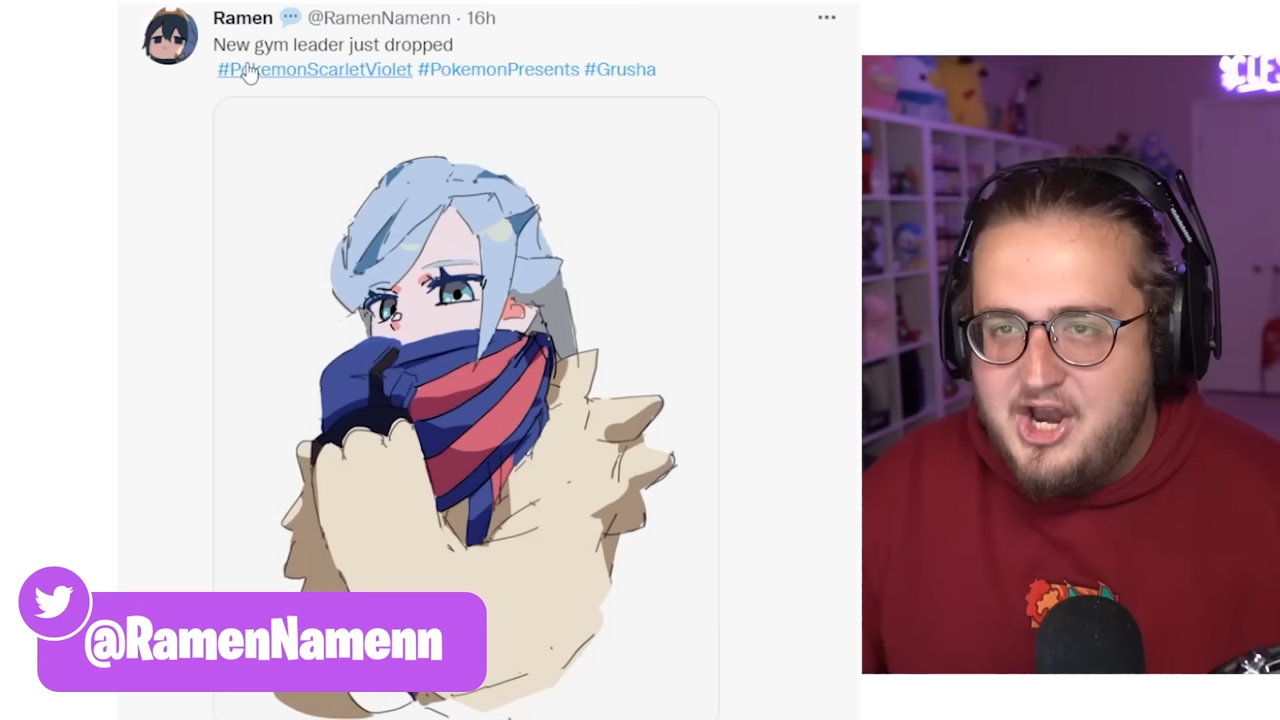 Ramen 💬 @RamenNamenn · 16h
New gym leader just dropped
#PokemonScarletViolet #PokemonPresents #Grusha
@RamenNamenn